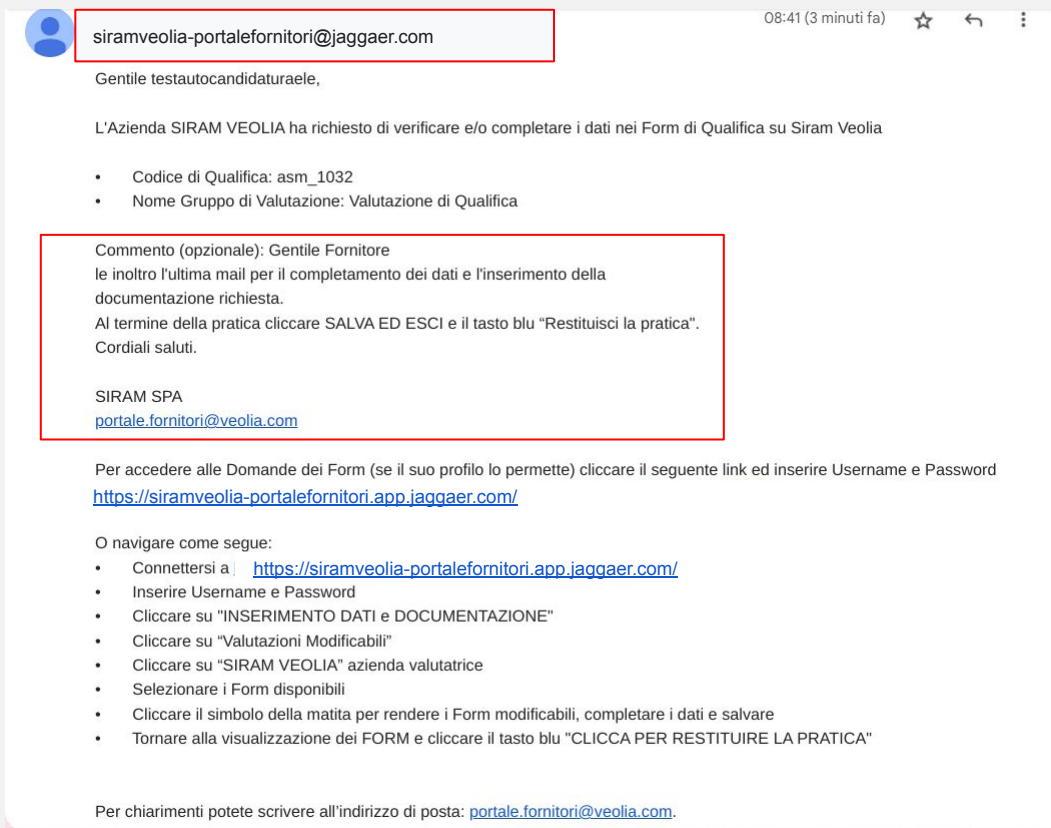 siramveolia-portalefornitori@jaggaer.com
08:41 (3 minuti fa)
Gentile testautocandidaturaele,
L'Azienda SIRAM VEOLIA ha richiesto di verificare e/o completare i dati nei Form di Qualifica su Siram Veolia
• Codice di Qualifica: asm_1032
• Nome Gruppo di Valutazione: Valutazione di Qualifica
Commento (opzionale): Gentile Fornitore
le inoltro l'ultima mail per il completamento dei dati e l'inserimento della
documentazione richiesta.
Al termine della pratica cliccare SALVA ED ESCI e il tasto blu “Restituisci la pratica".
Cordiali saluti.
SIRAM SPA
portale.fornitori@veolia.com
Per accedere alle Domande dei Form (se il suo profilo lo permette) cliccare il seguente link ed inserire Username e Password
https://siramveolia-portalefornitori.app.jaggaer.com/
O navigare come segue:
• Connettersi a https://siramveolia-portalefornitori.app.jaggaer.com/
• Inserire Username e Password
• Cliccare su "INSERIMENTO DATI e DOCUMENTAZIONE"
• Cliccare su “Valutazioni Modificabili”
• Cliccare su “SIRAM VEOLIA” azienda valutatrice
• Selezionare i Form disponibili
• Cliccare il simbolo della matita per rendere i Form modificabili, completare i dati e salvare
• Tornare alla visualizzazione dei FORM e cliccare il tasto blu "CLICCA PER RESTITUIRE LA PRATICA"
Per chiarimenti potete scrivere all’indirizzo di posta: portale.fornitori@veolia.com.